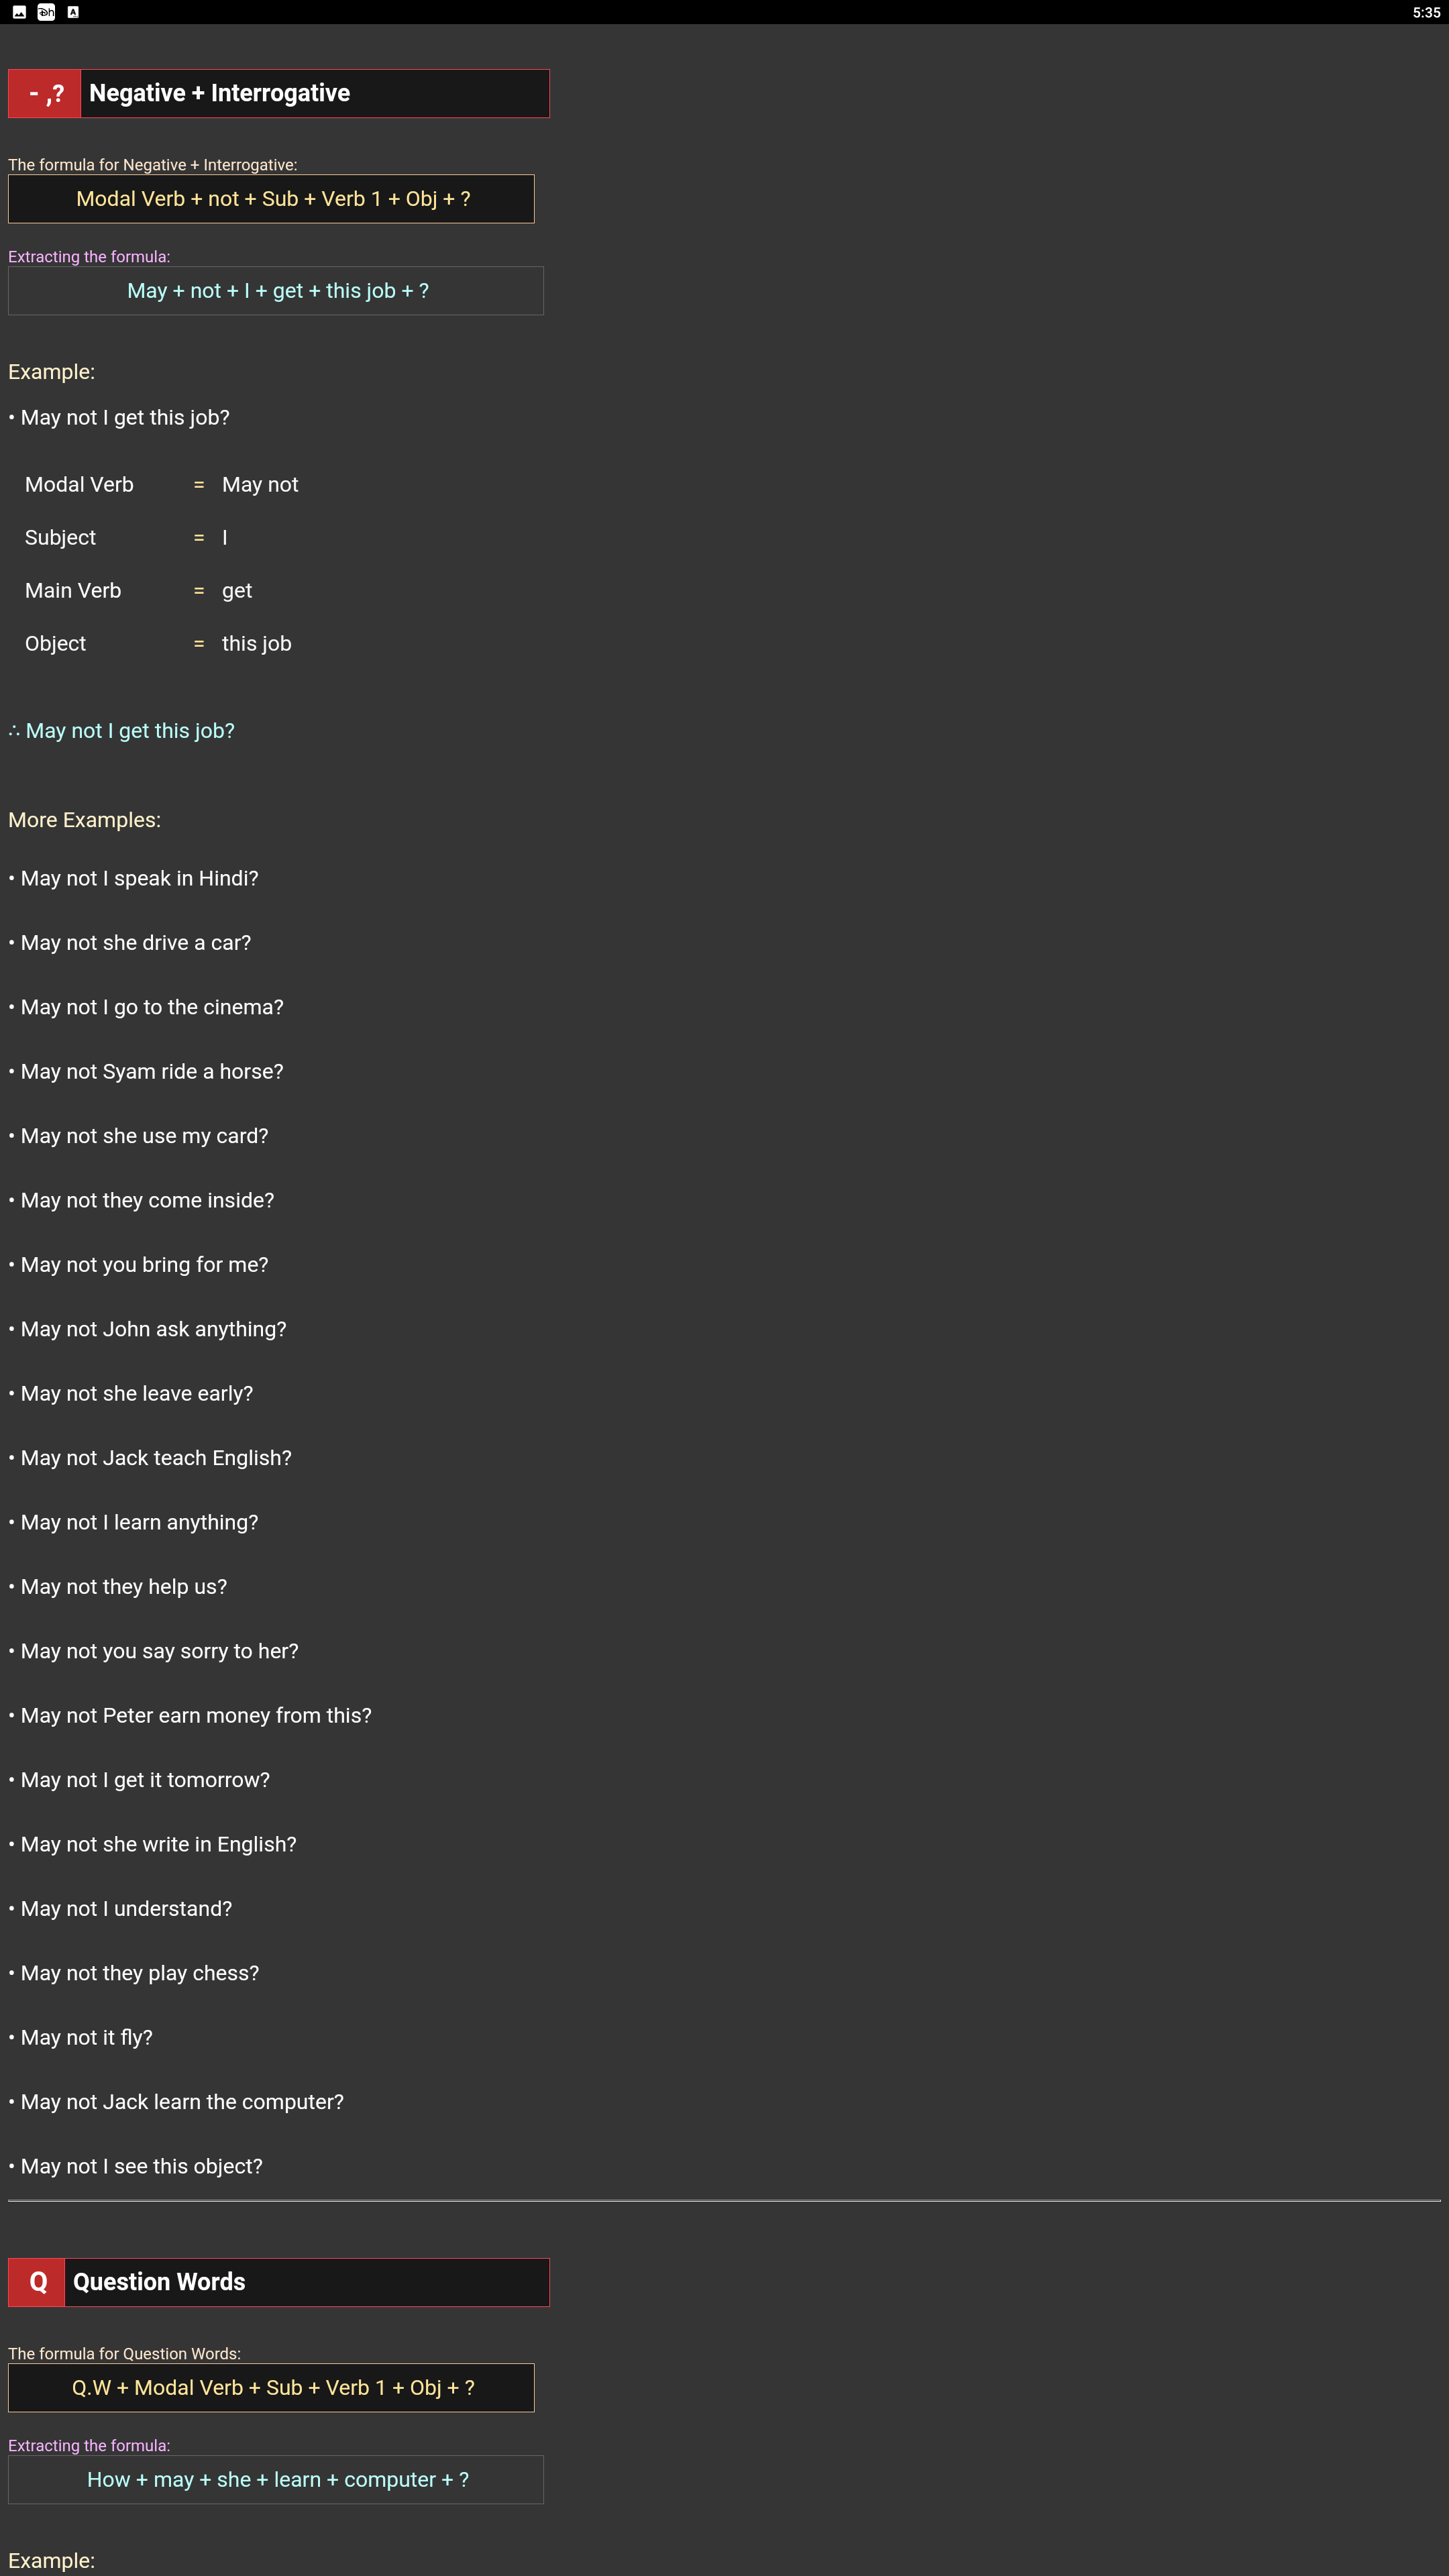 5:35
- ,? Negative + Interrogative
The formula for Negative + Interrogative:
Modal Verb + not + Sub + Verb 1 + Obj + ?
Extracting the formula:
May + not + I + get + this job + ?
Example:
• May not I get this job?
Modal Verb = May not
Subject = I
Main Verb = get
Object = this job
∴ May not I get this job?
More Examples:
• May not I speak in Hindi?
• May not she drive a car?
• May not I go to the cinema?
• May not Syam ride a horse?
• May not she use my card?
• May not they come inside?
• May not you bring for me?
• May not John ask anything?
• May not she leave early?
• May not Jack teach English?
• May not I learn anything?
• May not they help us?
• May not you say sorry to her?
• May not Peter earn money from this?
• May not I get it tomorrow?
• May not she write in English?
• May not I understand?
• May not they play chess?
• May not it fly?
• May not Jack learn the computer?
• May not I see this object?
Q Question Words
The formula for Question Words:
Q.W + Modal Verb + Sub + Verb 1 + Obj + ?
Extracting the formula:
How + may + she + learn + computer + ?
Example: